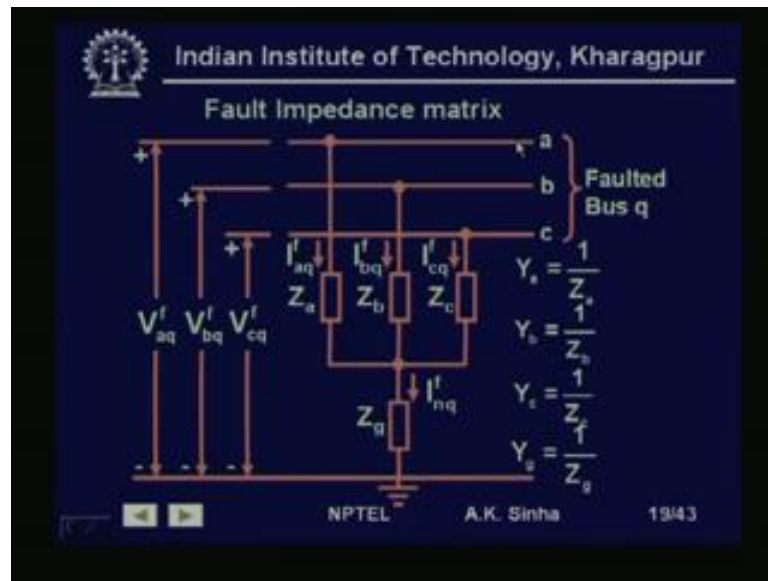 Indian Institute of Technology, Kharagpur
Fault Impedance matrix
+ a
+ b
+ c
Faulted
Bus q
I^f_aq I^f_bq I^f_cq
Z_a Z_b Z_c
V^f_aq V^f_bq V^f_cq
Y_a = 1/Z_a
Y_b = 1/Z_b
Y_c = 1/Z_c
Y_g = 1/Z_g
I^f_nq
Z_g
- - -
NPTEL A.K. Sinha 19/43